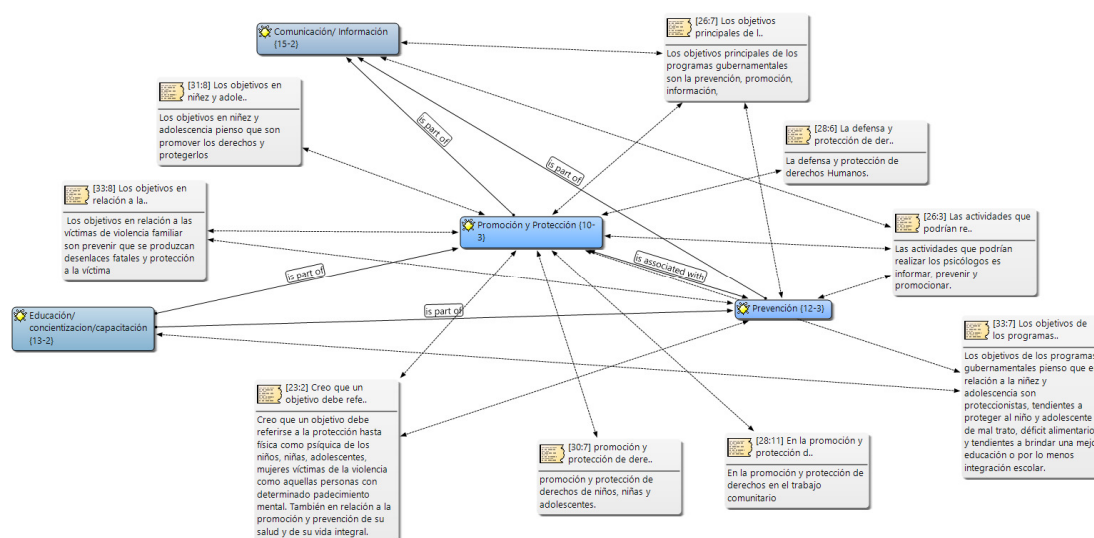 Comunicación/ Información
{15-2}
[26:7] Los objetivos
principales de l..
Los objetivos principales de los
programas gubernamentales
son la prevención, promoción,
información,
[31:8] Los objetivos en
niñez y adole..
Los objetivos en niñez y
adolescencia pienso que son
promover los derechos y
protegerlos
is part of
is part of
[28:6] La defensa y
protección de der..
La defensa y protección de
derechos Humanos.
[33:8] Los objetivos en
relación a la..
Los objetivos en relación a las
víctimas de violencia familiar
son prevenir que se produzcan
desenlaces fatales y protección
a la víctima
Promoción y Protección {10-
3}
[26:3] Las actividades que
podrían re..
Las actividades que podrían
realizar los psicólogos es
informar, prevenir y
promocionar.
is part of
is associated with
is part of
Educación/
concientizacion/capacitación
{13-2}
Prevención {12-3}
[33:7] Los objetivos de
los programas..
Los objetivos de los programas
gubernamentales pienso que e
relación a la niñez y
adolescencia son
proteccionistas, tendientes a
proteger al niño y adolescente
de mal trato, déficit alimentario
y tendientes a brindar una mejo
educación o por lo menos
integración escolar.
[23:2] Creo que un
objetivo debe refe..
Creo que un objetivo debe
referirse a la protección hasta
física como psíquica de los
niños, niñas, adolescentes,
mujeres víctimas de la violencia
como aquellas personas con
determinado padecimiento
mental. También en relación a la
promoción y prevención de su
salud y de su vida integral.
[30:7] promoción y
protección de dere..
promoción y protección de
derechos de niños, niñas y
adolescentes.
[28:11] En la promoción y
protección d..
En la promoción y protección de
derechos en el trabajo
comunitario